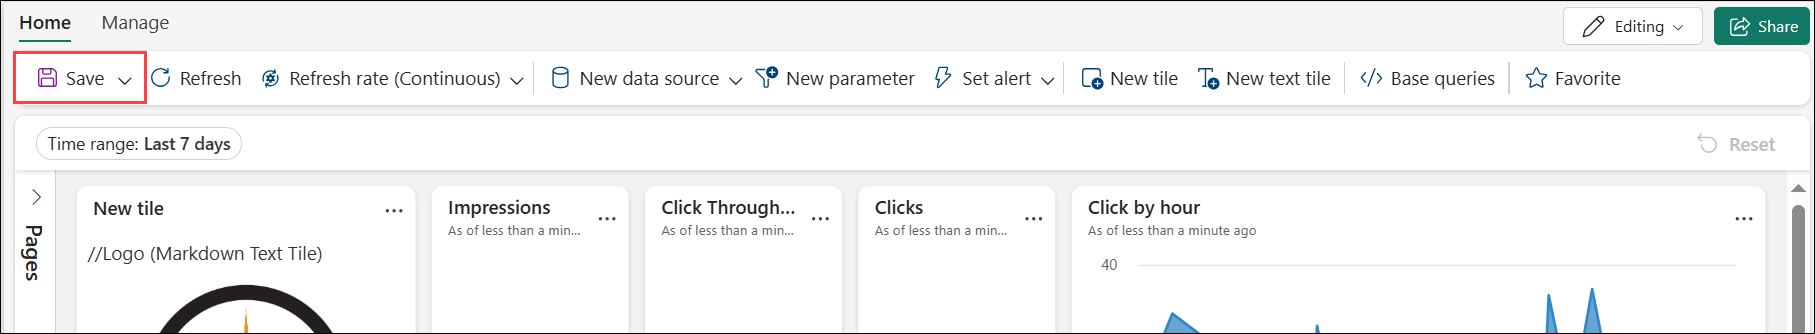 Home Manage Editing Share
Save Refresh Refresh rate (Continuous) New data source New parameter Set alert New tile New text tile Base queries Favorite
Time range: Last 7 days Reset
Pages
New tile
//Logo (Markdown Text Tile)
Impressions
As of less than a min...
Click Through...
As of less than a min...
Clicks
As of less than a min...
Click by hour
As of less than a minute ago
40